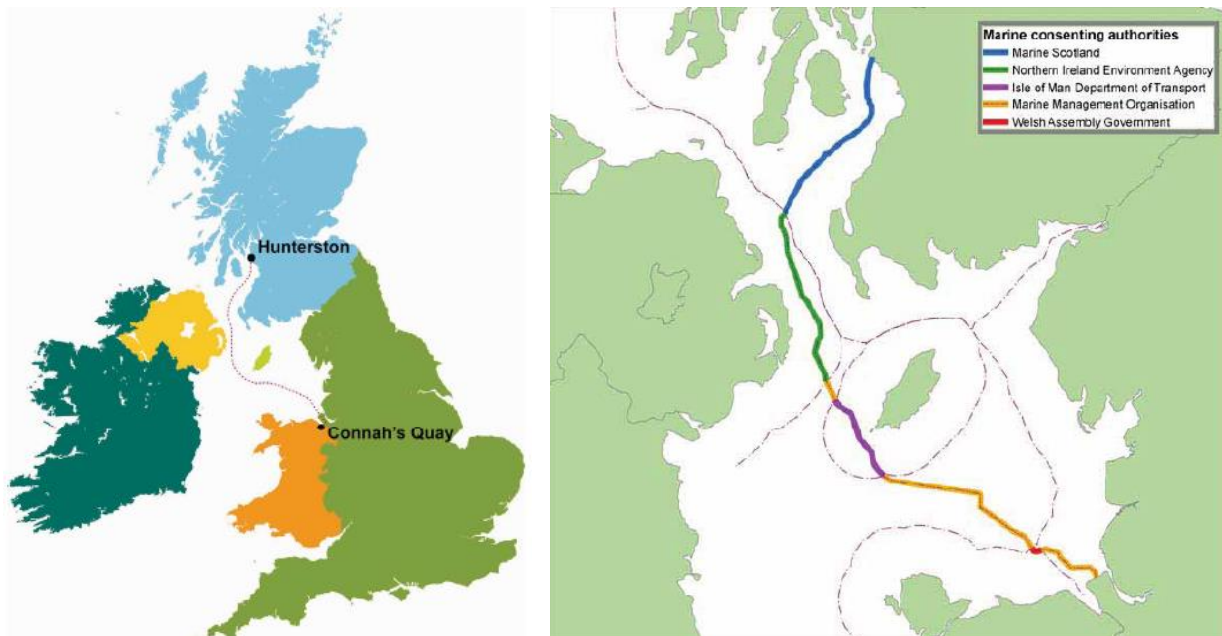 Hunterston
Connah's Quay
Marine consenting authorities
Marine Scotland
Northern Ireland Environment Agency
Isle of Man Department of Transport
Marine Management Organisation
Welsh Assembly Government